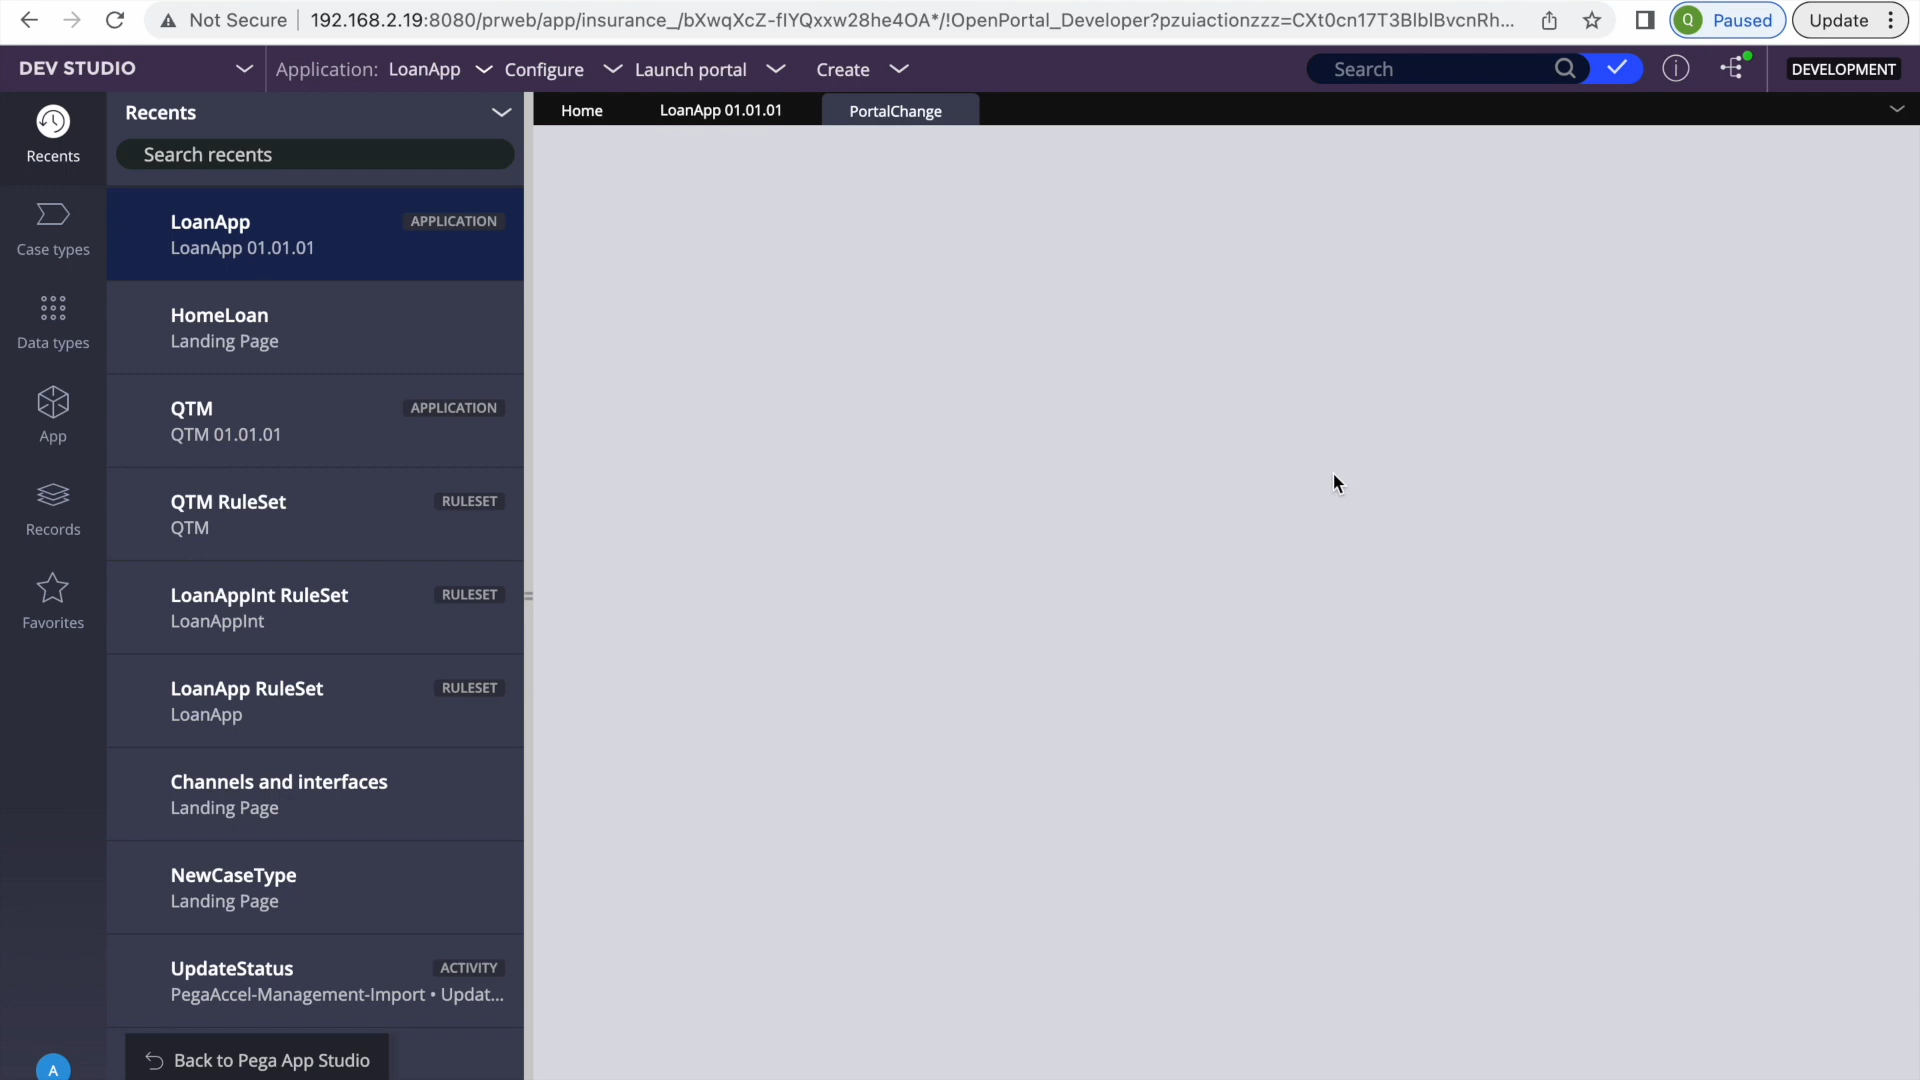 Not Secure 192.168.2.19:8080/prweb/app/insurance_/bXwqXcZ-flYQxxw28he4OA*/!OpenPortal_Developer?pzuiactionzzz=CXt0cn17T3BlblBvcnRh... Q Paused Update
DEV STUDIO Application: LoanApp Configure Launch portal Create Search DEVELOPMENT
Recents
Case types
Data types
App
Records
Favorites
A
Recents
Search recents
LoanApp APPLICATION
LoanApp 01.01.01
HomeLoan
Landing Page
QTM APPLICATION
QTM 01.01.01
QTM RuleSet RULESET
QTM
LoanAppInt RuleSet RULESET
LoanAppInt
LoanApp RuleSet RULESET
LoanApp
Channels and interfaces
Landing Page
NewCaseType
Landing Page
UpdateStatus ACTIVITY
PegaAccel-Management-Import • Updat...
Back to Pega App Studio
Home LoanApp 01.01.01 PortalChange